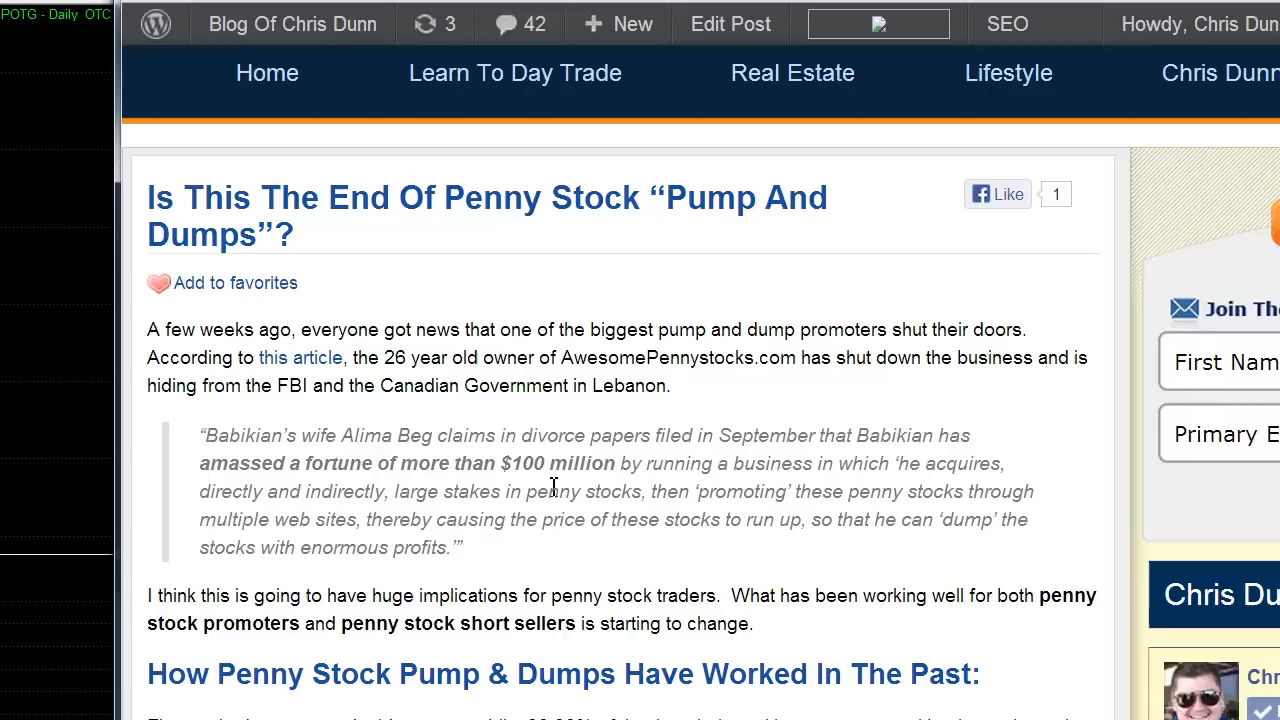 POTG - Daily OTC
Blog Of Chris Dunn 3 42 + New Edit Post SEO Howdy, Chris Dun
Home Learn To Day Trade Real Estate Lifestyle Chris Dunn
Is This The End Of Penny Stock “Pump And
Dumps”?
Like 1
Add to favorites
A few weeks ago, everyone got news that one of the biggest pump and dump promoters shut their doors.
According to this article, the 26 year old owner of AwesomePennystocks.com has shut down the business and is
hiding from the FBI and the Canadian Government in Lebanon.
“Babikian’s wife Alima Beg claims in divorce papers filed in September that Babikian has
amassed a fortune of more than $100 million by running a business in which ‘he acquires,
directly and indirectly, large stakes in penny stocks, then ‘promoting’ these penny stocks through
multiple web sites, thereby causing the price of these stocks to run up, so that he can ‘dump’ the
stocks with enormous profits.’”
I think this is going to have huge implications for penny stock traders. What has been working well for both penny
stock promoters and penny stock short sellers is starting to change.
How Penny Stock Pump & Dumps Have Worked In The Past:
Join Th
First Nam
Primary E
Chris Du
Chr